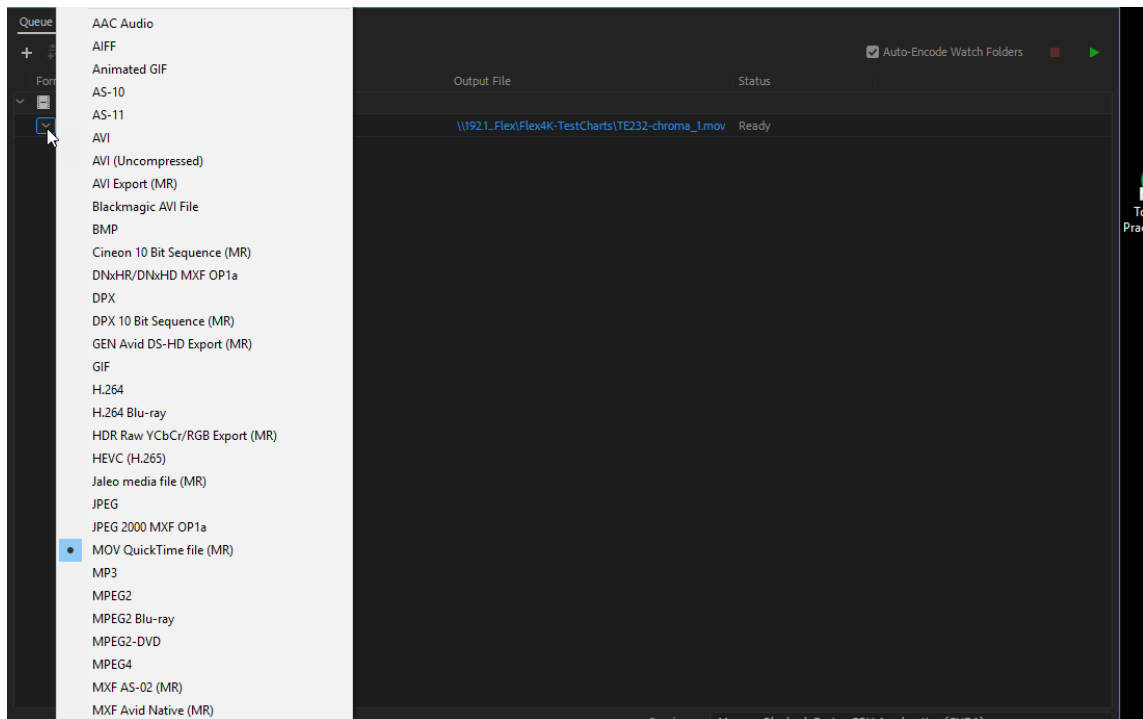 Queue
Auto-Encode Watch Folders
Output File
Status
\\192.1_Flex\Flex4K-TestCharts\TE232-chroma_1.mov Ready
AAC Audio
AIFF
Animated GIF
AS-10
AS-11
AVI
AVI (Uncompressed)
AVI Export (MR)
Blackmagic AVI File
BMP
Cineon 10 Bit Sequence (MR)
DNxHR/DNxHD MXF OP1a
DPX
DPX 10 Bit Sequence (MR)
GEN Avid DS-HD Export (MR)
GIF
H.264
H.264 Blu-ray
HDR Raw YCbCr/RGB Export (MR)
HEVC (H.265)
Jaleo media file (MR)
JPEG
JPEG 2000 MXF OP1a
MOV QuickTime file (MR)
MP3
MPEG2
MPEG2 Blu-ray
MPEG2-DVD
MPEG4
MXF AS-02 (MR)
MXF Avid Native (MR)